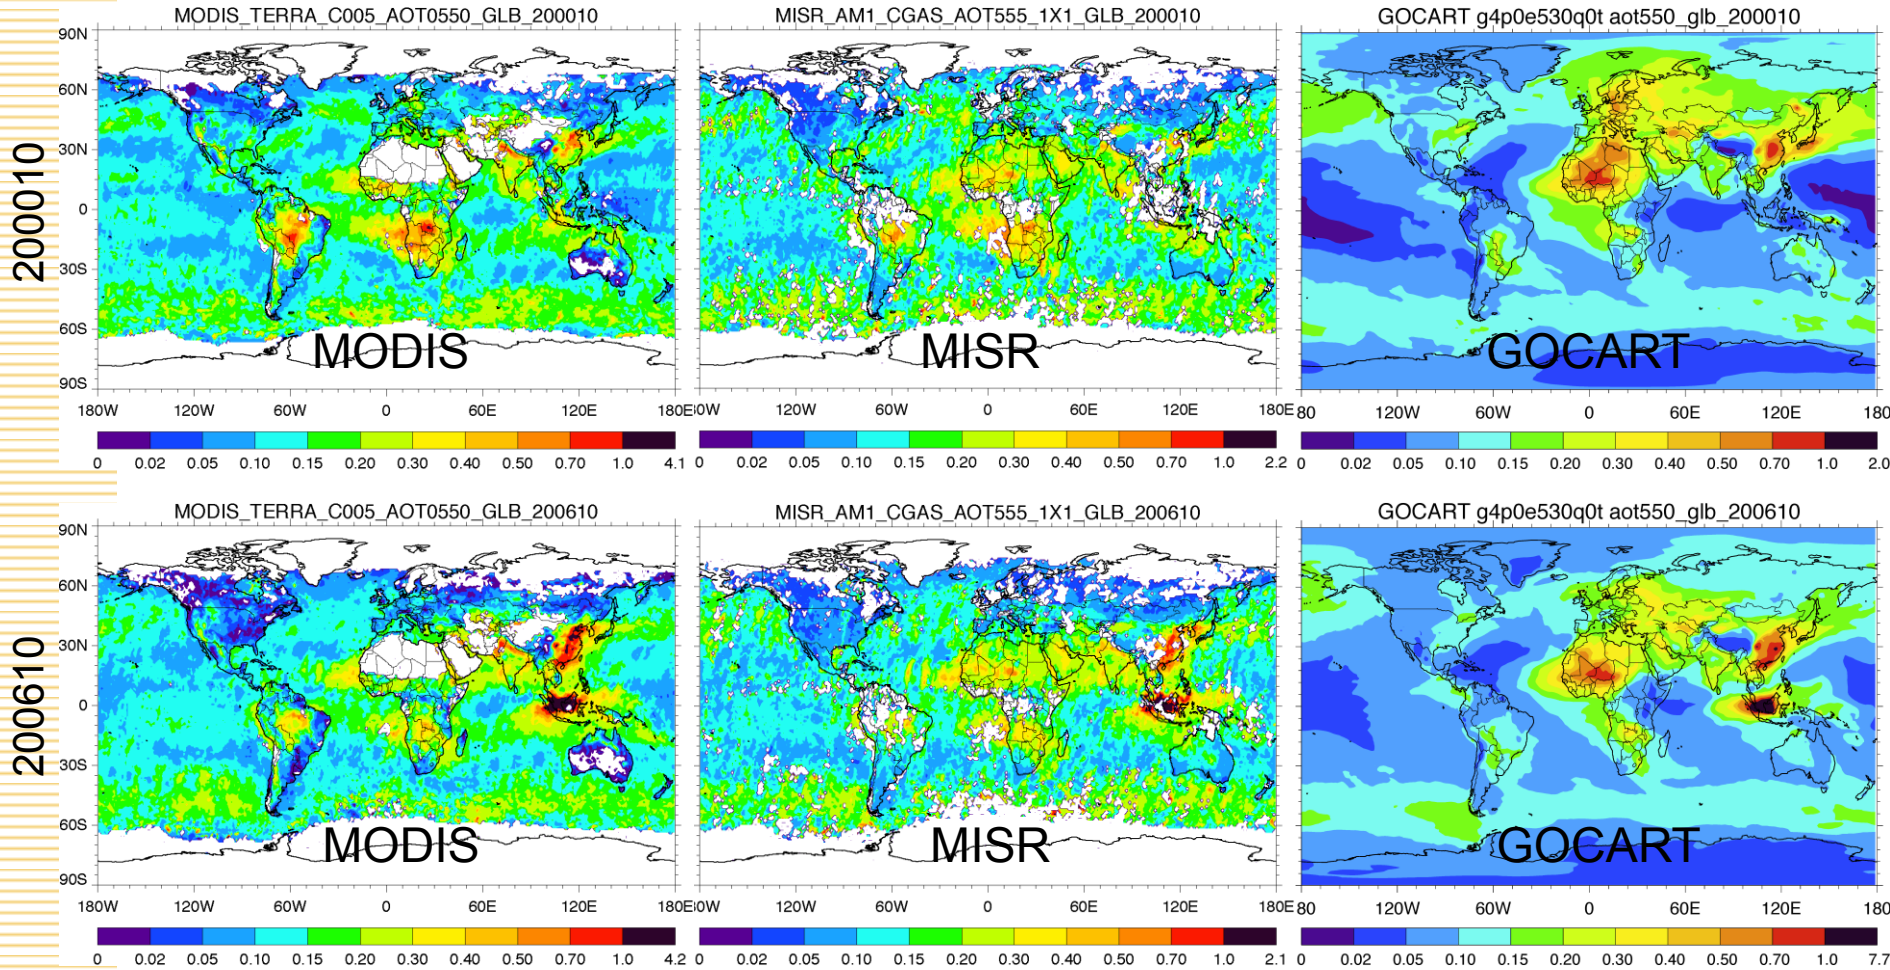 MODIS_TERRA_C005_AOT0550_GLB_200010
MISR_AM1_CGAS_AOT555_1X1_GLB_200010
GOCART g4p0e530q0t aot550_glb_200010
200010
90N
60N
30N
0
30S
60S
90S
MODIS
MISR
GOCART
180W 120W 60W 0 60E 120E 180E
0W 120W 60W 0 60E 120E 180E
80 120W 60W 0 60E 120E 180
0 0.02 0.05 0.10 0.15 0.20 0.30 0.40 0.50 0.70 1.0 4.1
0 0.02 0.05 0.10 0.15 0.20 0.30 0.40 0.50 0.70 1.0 2.2
0 0.02 0.05 0.10 0.15 0.20 0.30 0.40 0.50 0.70 1.0 2.0
MODIS_TERRA_C005_AOT0550_GLB_200610
MISR_AM1_CGAS_AOT555_1X1_GLB_200610
GOCART g4p0e530q0t aot550_glb_200610
200610
90N
60N
30N
0
30S
60S
90S
MODIS
MISR
GOCART
180W 120W 60W 0 60E 120E 180E
0W 120W 60W 0 60E 120E 180E
80 120W 60W 0 60E 120E 180
0 0.02 0.05 0.10 0.15 0.20 0.30 0.40 0.50 0.70 1.0 4.2
0 0.02 0.05 0.10 0.15 0.20 0.30 0.40 0.50 0.70 1.0 2.1
0 0.02 0.05 0.10 0.15 0.20 0.30 0.40 0.50 0.70 1.0 7.7